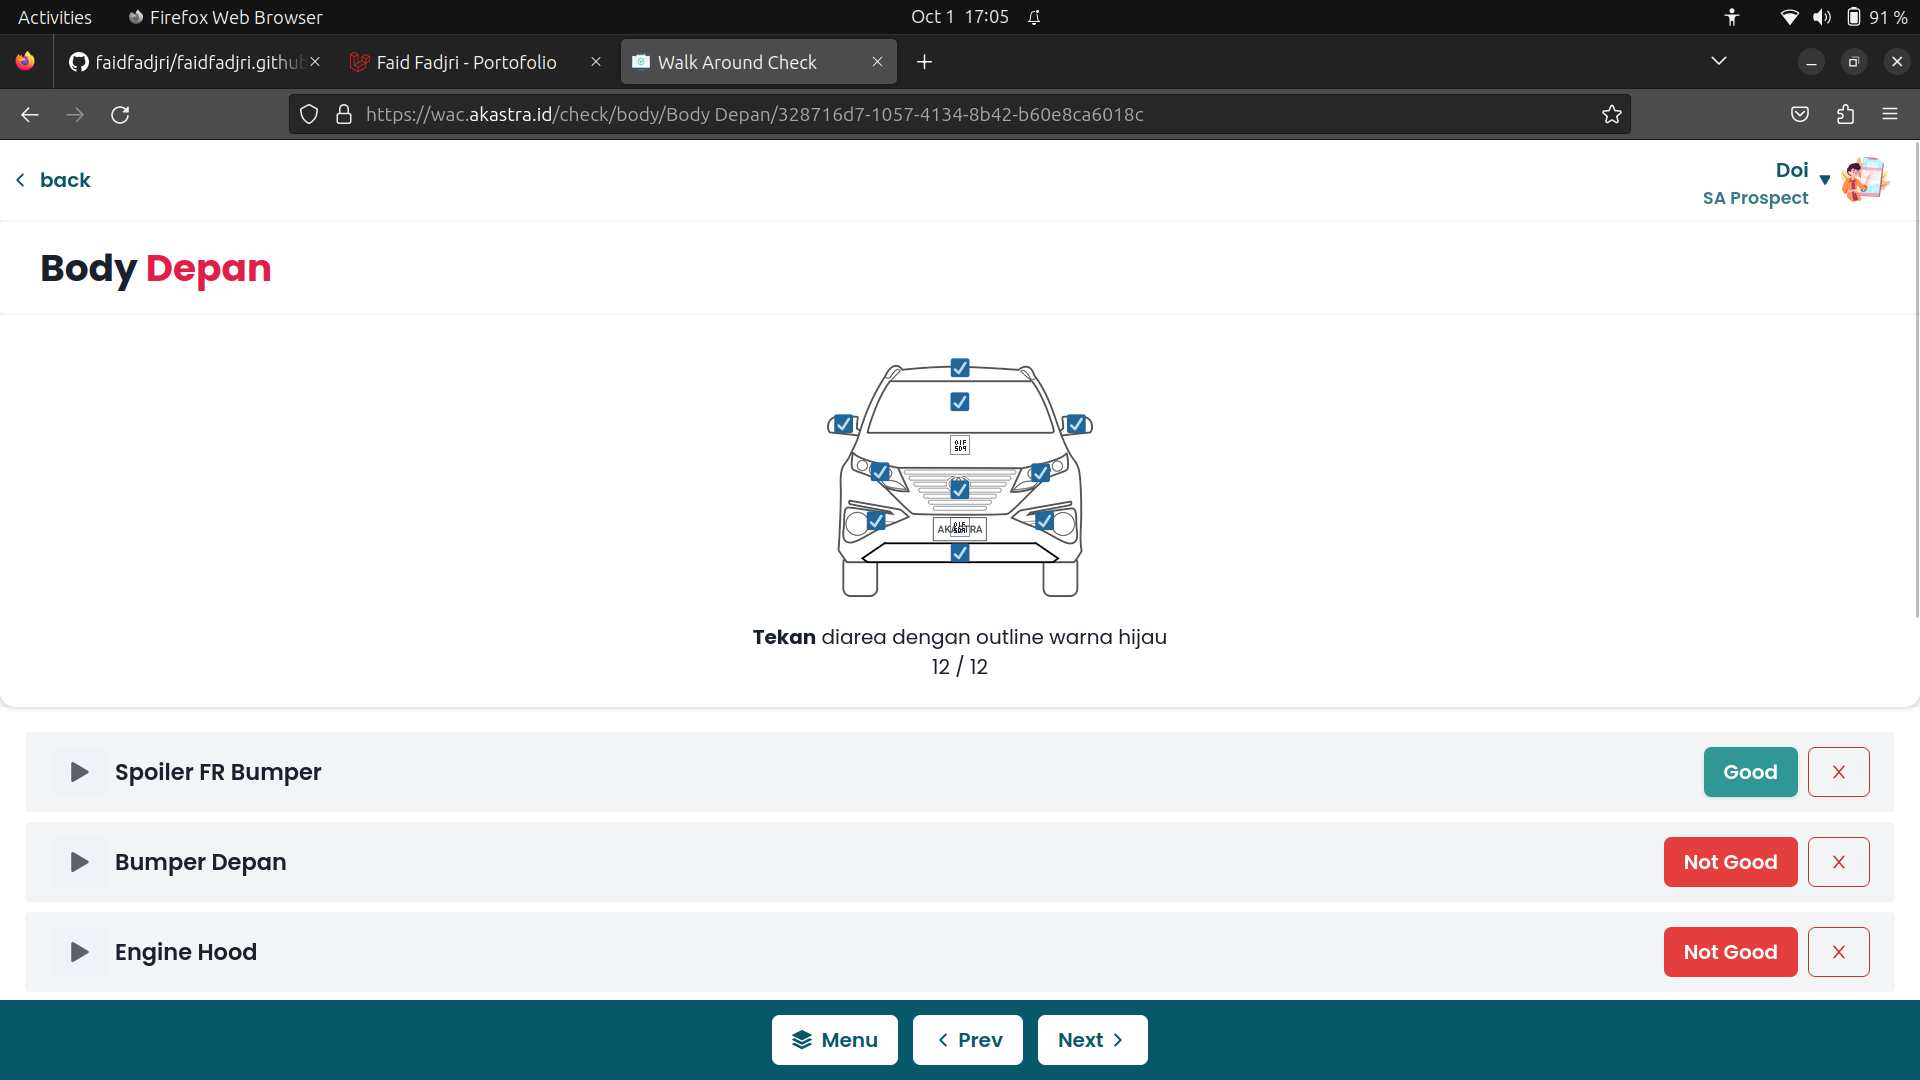 Activities Firefox Web Browser Oct 1 17:05 91 %
faidfadjri/faidfadjri.githu Faid Fadjri - Portofolio Walk Around Check
https://wac.akastra.id/check/body/Body Depan/328716d7-1057-4134-8b42-b60e8ca6018c
back
Doi
SA Prospect
Body Depan
Tekan diarea dengan outline warna hijau
12 / 12
Spoiler FR Bumper Good X
Bumper Depan Not Good X
Engine Hood Not Good X
Menu Prev Next